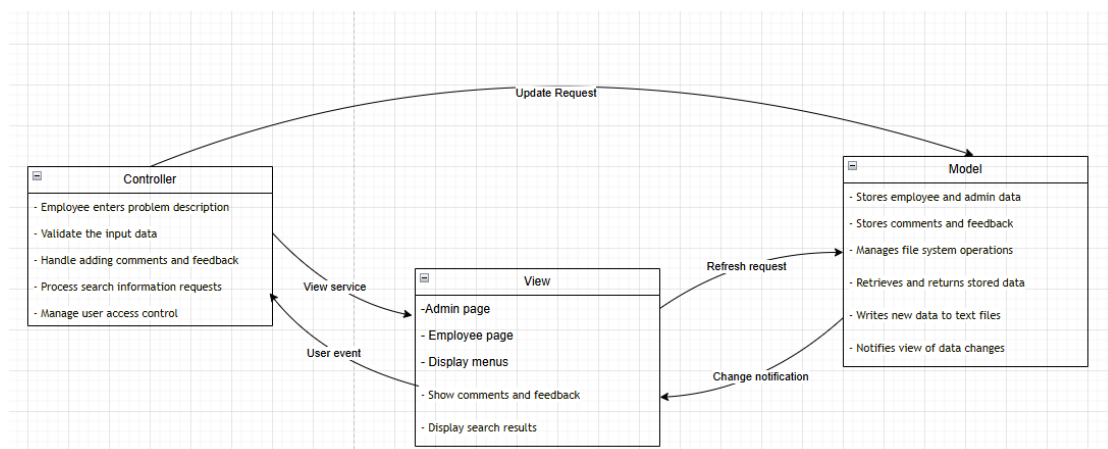 Update Request
Controller
- Employee enters problem description
- Validate the input data
- Handle adding comments and feedback
- Process search information requests
- Manage user access control
View service
User event
View
-Admin page
- Employee page
- Display menus
- Show comments and feedback
- Display search results
Refresh request
Change notification
Model
- Stores employee and admin data
- Stores comments and feedback
- Manages file system operations
- Retrieves and returns stored data
- Writes new data to text files
- Notifies view of data changes